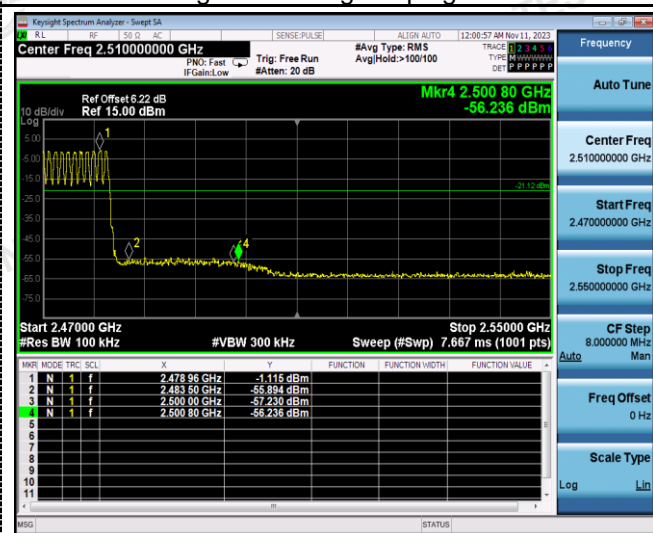 Keysight Spectrum Analyzer - Swept SA
RL RF 50 Ω AC SENSE:PULSE ALIGN AUTO 12:00:57 AM Nov 11, 2023
Center Freq 2.510000000 GHz
PNO: Fast
IFGain:Low
Trig: Free Run
#Atten: 20 dB
#Avg Type: RMS
Avg|Hold:>100/100
TRACE 1 2 3 4 5 6
TYPE M W W W W W
DET P P P P P P
Frequency
Auto Tune
Center Freq
2.510000000 GHz
Start Freq
2.470000000 GHz
Stop Freq
2.550000000 GHz
CF Step
8.000000 MHz
Auto Man
Freq Offset
0 Hz
Scale Type
Log Lin
Mkr4 2.500 80 GHz
-56.236 dBm
Ref Offset 6.22 dB
10 dB/div Ref 15.00 dBm
Log
5.00
-5.00
-15.0
-25.0
-35.0
-45.0
-55.0
-65.0
-75.0
1
2
4
-21.12 dBm
Start 2.47000 GHz Stop 2.55000 GHz
#Res BW 100 kHz #VBW 300 kHz Sweep (#Swp) 7.667 ms (1001 pts)
MKR MODE TRC SCL X Y FUNCTION FUNCTION WIDTH FUNCTION VALUE
1 N 1 f 2.478 96 GHz -1.115 dBm
2 N 1 f 2.483 50 GHz -55.894 dBm
3 N 1 f 2.500 00 GHz -57.230 dBm
4 N 1 f 2.500 80 GHz -56.236 dBm
5
6
7
8
9
10
11
MSG STATUS